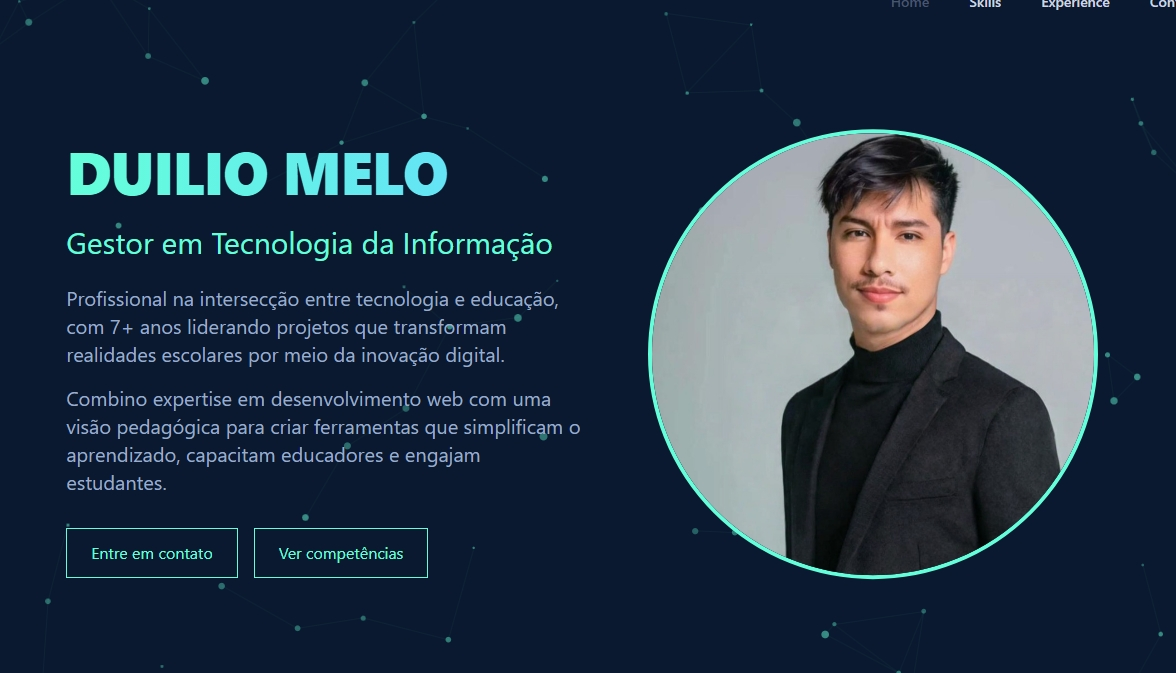 Home Skills Experience
DUILIO MELO
Gestor em Tecnologia da Informação
Profissional na intersecção entre tecnologia e educação,
com 7+ anos liderando projetos que transformam
realidades escolares por meio da inovação digital.
Combino expertise em desenvolvimento web com uma
visão pedagógica para criar ferramentas que simplificam o
aprendizado, capacitam educadores e engajam
estudantes.
Entre em contato Ver competências